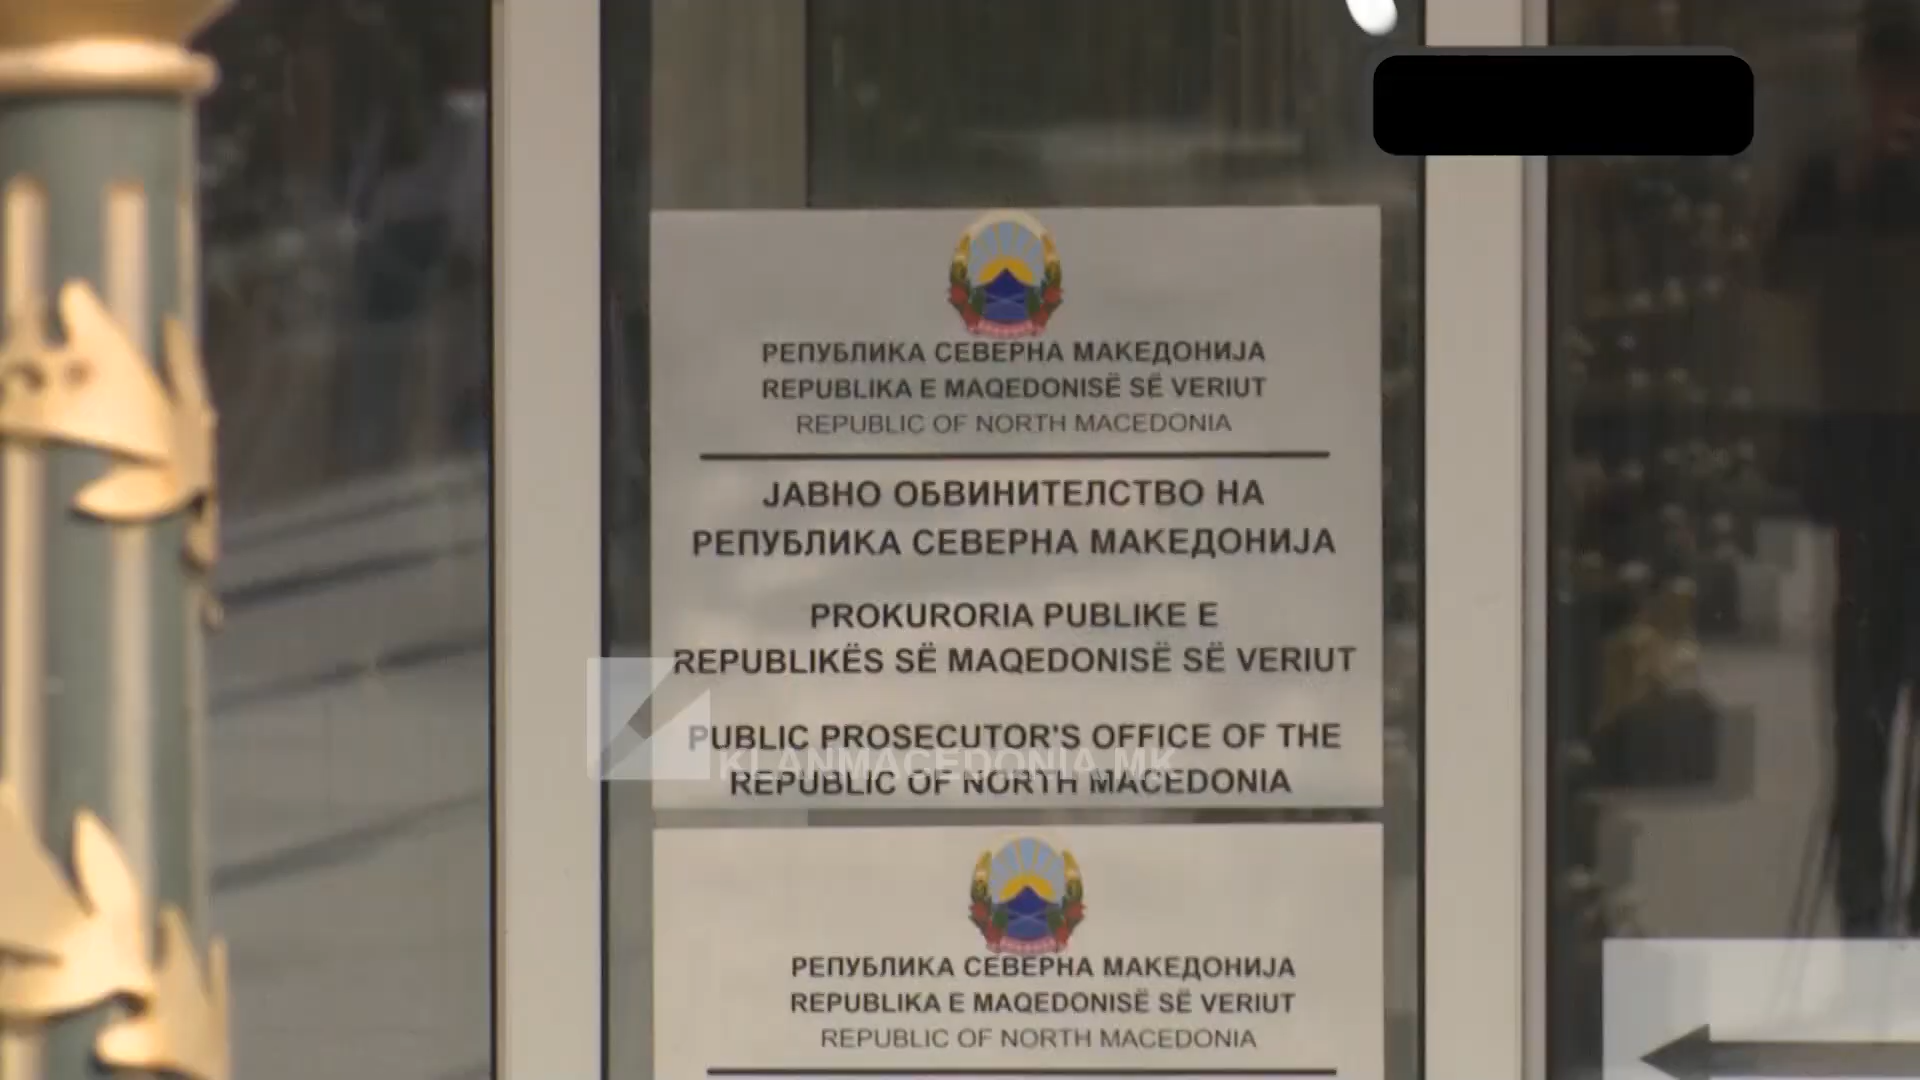 РЕПУБЛИКА СЕВЕРНА МАКЕДОНИЈА
REPUBLIKA E MAQEDONISË SË VERIUT
REPUBLIC OF NORTH MACEDONIA
ЈАВНО ОБВИНИТЕЛСТВО НА
РЕПУБЛИКА СЕВЕРНА МАКЕДОНИЈА
PROKURORIA PUBLIKE E
REPUBLIKËS SË MAQEDONISË SË VERIUT
PUBLIC PROSECUTOR'S OFFICE OF THE
KLANMACEDONIA.MK
REPUBLIC OF NORTH MACEDONIA
РЕПУБЛИКА СЕВЕРНА МАКЕДОНИЈА
REPUBLIKA E MAQEDONISË SË VERIUT
REPUBLIC OF NORTH MACEDONIA